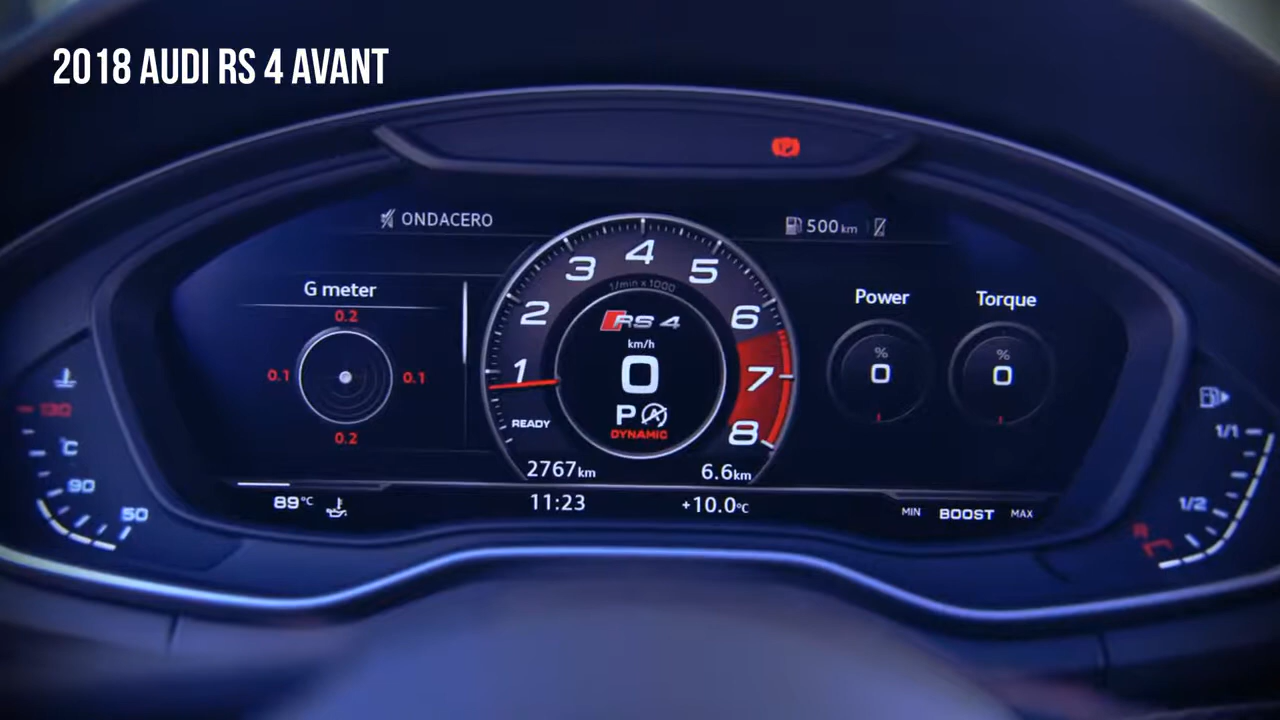 2018 AUDI RS 4 AVANT
(P)
ONDACERO
500 km
G meter
0.2
0.1
0.1
0.2
1
2
3
4
5
6
7
8
1/min x 1000
RS 4
km/h
0
P A
DYNAMIC
READY
2767 km
6.6 km
Power
%
0
Torque
%
0
130
°C
90
50
89 °C
11:23
+10.0 °C
MIN BOOST MAX
1/1
1/2
R